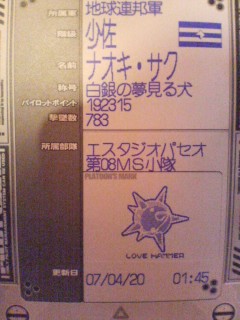 所属軍 地球連邦軍
階級 少佐
名前 ナオキ・サク
称号 白銀の夢見る犬
パイロットポイント 192315
撃墜数 783
所属部隊 エスタジオパセオ
第08MS小隊
PLATOON'S MARK
LOVE HAMMER
更新日 07/04/20 01:45